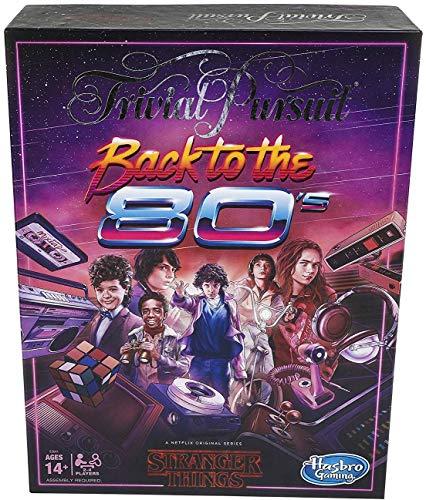 Trivial Pursuit
Back to the
80's
A NETFLIX ORIGINAL SERIES
STRANGER
THINGS
AGES
14+
PLAYERS
ASSEMBLY REQUIRED.
Hasbro
Gaming